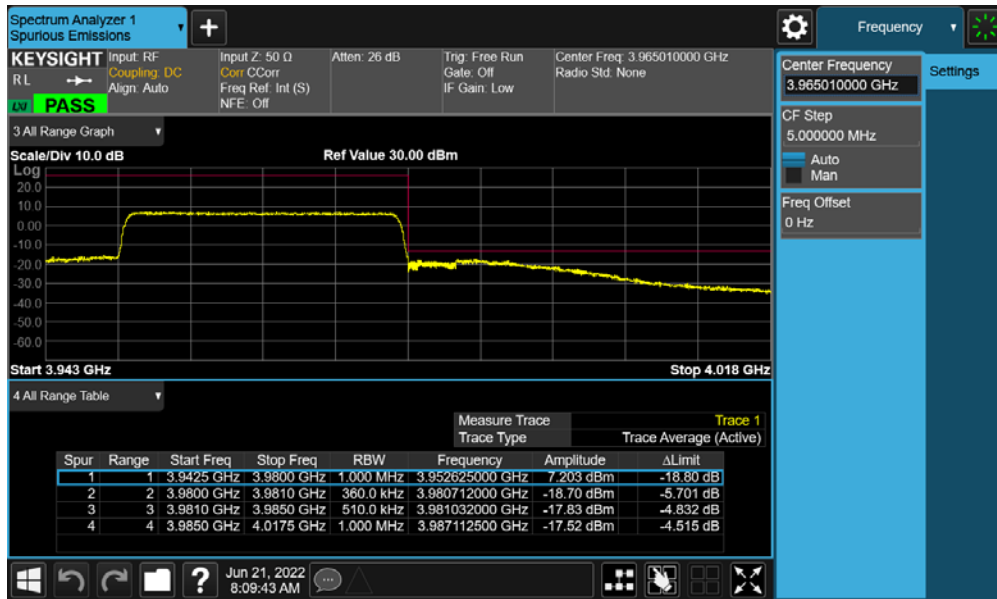 Spectrum Analyzer 1
Spurious Emissions
+
Frequency
KEYSIGHT
R L
LXI
PASS
Input: RF
Coupling: DC
Align: Auto
Input Z: 50 Ω
Corr CCorr
Freq Ref: Int (S)
NFE: Off
Atten: 26 dB
Trig: Free Run
Gate: Off
IF Gain: Low
Center Freq: 3.965010000 GHz
Radio Std: None
Center Frequency
3.965010000 GHz
Settings
CF Step
5.000000 MHz
Auto
Man
Freq Offset
0 Hz
3 All Range Graph
Scale/Div 10.0 dB
Ref Value 30.00 dBm
Log
20.0
10.0
0.00
-10.0
-20.0
-30.0
-40.0
-50.0
-60.0
Start 3.943 GHz
Stop 4.018 GHz
4 All Range Table
Measure Trace Trace 1
Trace Type Trace Average (Active)
Spur Range Start Freq Stop Freq RBW Frequency Amplitude ΔLimit
1 1 3.9425 GHz 3.9800 GHz 1.000 MHz 3.952625000 GHz 7.203 dBm -18.80 dB
2 2 3.9800 GHz 3.9810 GHz 360.0 kHz 3.980712000 GHz -18.70 dBm -5.701 dB
3 3 3.9810 GHz 3.9850 GHz 510.0 kHz 3.981032000 GHz -17.83 dBm -4.832 dB
4 4 3.9850 GHz 4.0175 GHz 1.000 MHz 3.987112500 GHz -17.52 dBm -4.515 dB
?
Jun 21, 2022
8:09:43 AM